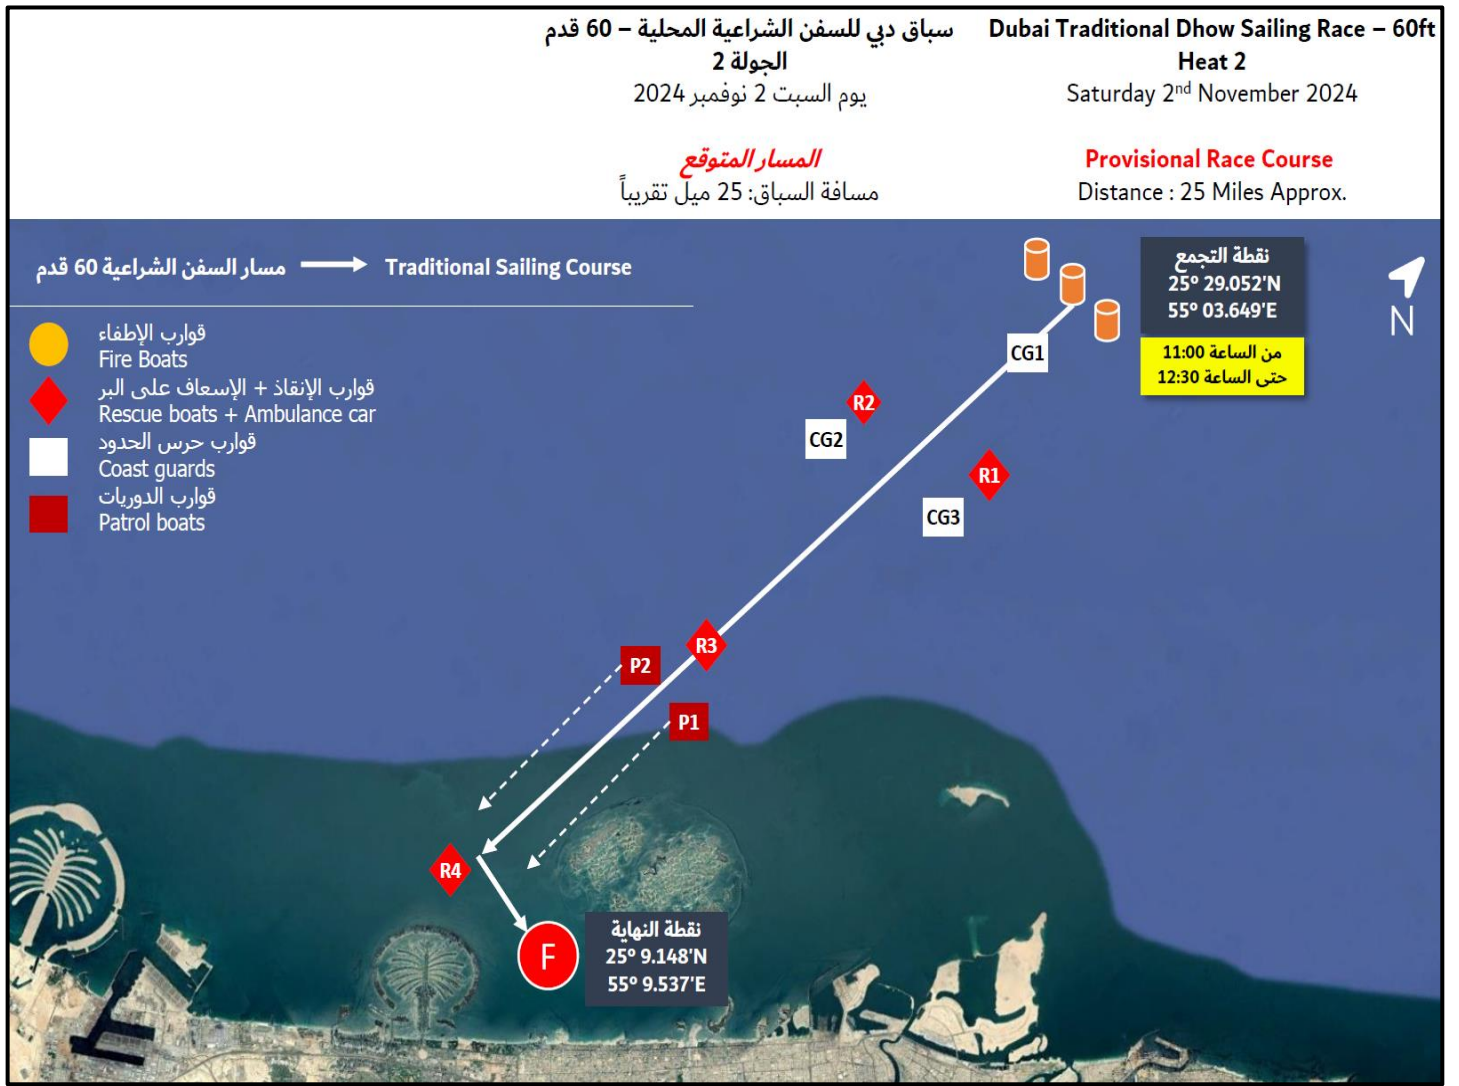 سباق دبي للسفن الشراعية المحلية – 60 قدم
الجولة 2
يوم السبت 2 نوفمبر 2024
المسار المتوقع
مسافة السباق: 25 ميل تقريباً
Dubai Traditional Dhow Sailing Race – 60ft
Heat 2
Saturday 2nd November 2024
Provisional Race Course
Distance : 25 Miles Approx.
مسار السفن الشراعية 60 قدم
Traditional Sailing Course
قوارب الإطفاء
Fire Boats
قوارب الإنقاذ + الإسعاف على البر
Rescue boats + Ambulance car
قوارب حرس الحدود
Coast guards
قوارب الدوريات
Patrol boats
نقطة التجمع
25° 29.052'N
55° 03.649'E
من الساعة 11:00
حتى الساعة 12:30
N
CG1
R2
CG2
R1
CG3
R3
P2
P1
R4
F
نقطة النهاية
25° 9.148'N
55° 9.537'E